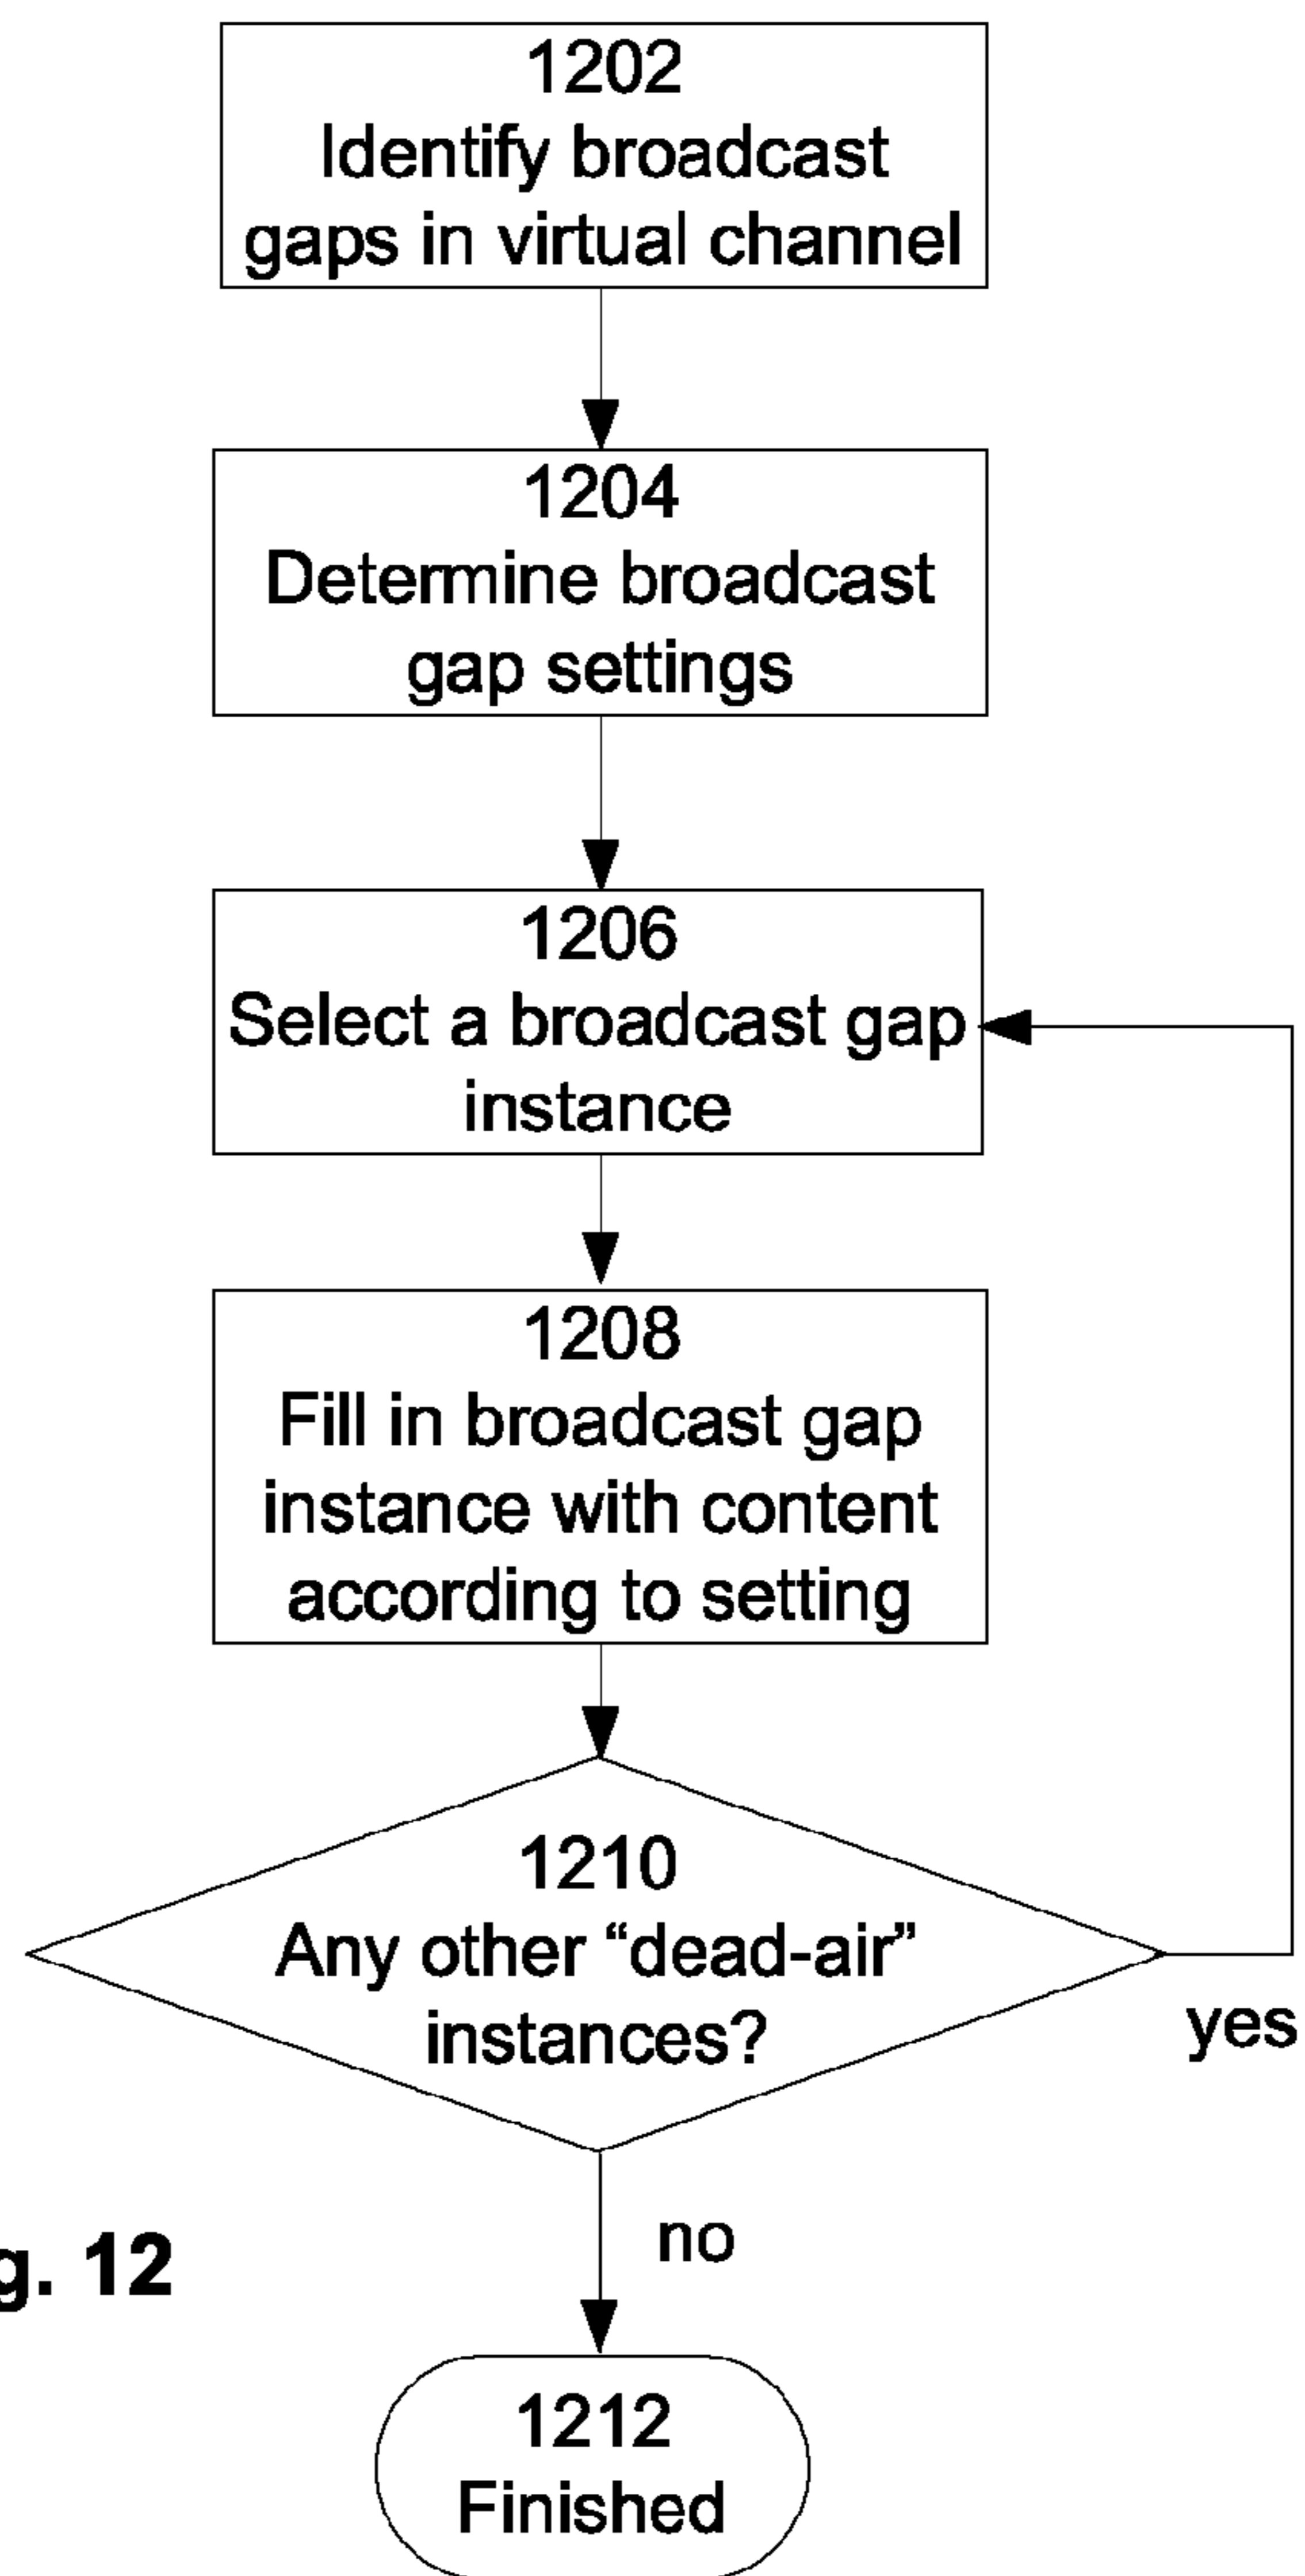 1202
Identify broadcast
gaps in virtual channel
1204
Determine broadcast
gap settings
1206
Select a broadcast gap
instance
1208
Fill in broadcast gap
instance with content
according to setting
1210
Any other “dead-air”
instances?
yes
no
g. 12
1212
Finished